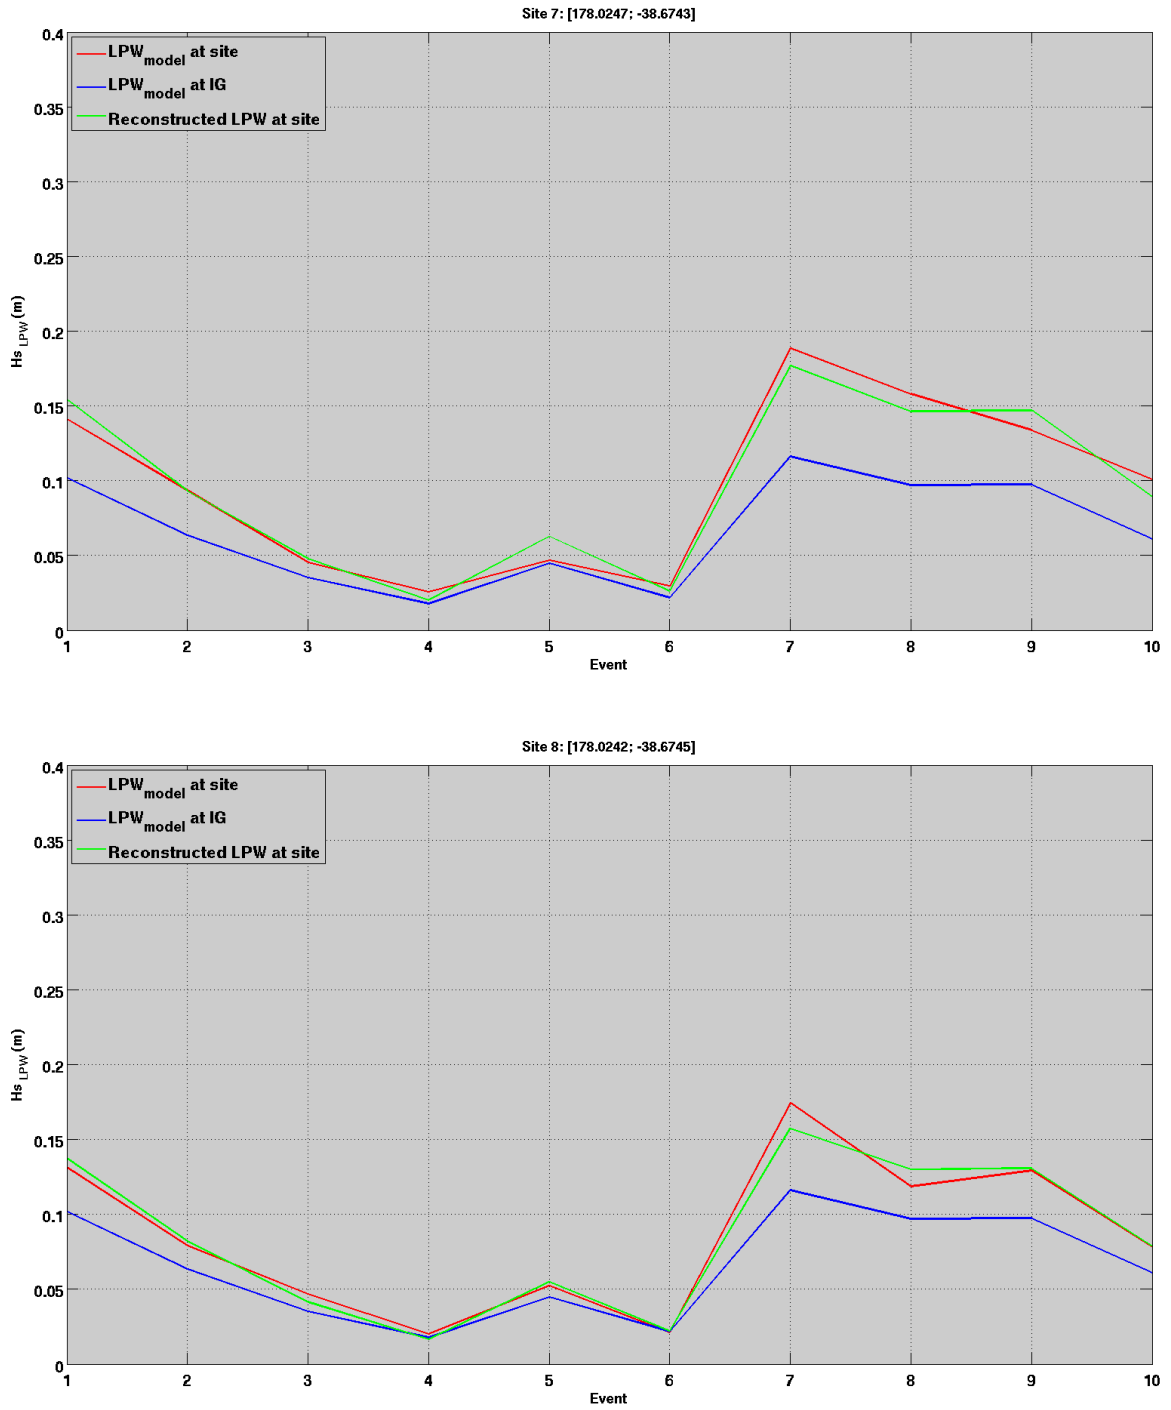 Site 7: [178.0247; -38.6743]
0.4
0.35
0.3
0.25
0.2
0.15
0.1
0.05
0
Hs LPW (m)
LPWmodel at site
LPWmodel at IG
Reconstructed LPW at site
1 2 3 4 5 6 7 8 9 10
Event
Site 8: [178.0242; -38.6745]
0.4
0.35
0.3
0.25
0.2
0.15
0.1
0.05
0
Hs LPW (m)
LPWmodel at site
LPWmodel at IG
Reconstructed LPW at site
1 2 3 4 5 6 7 8 9 10
Event